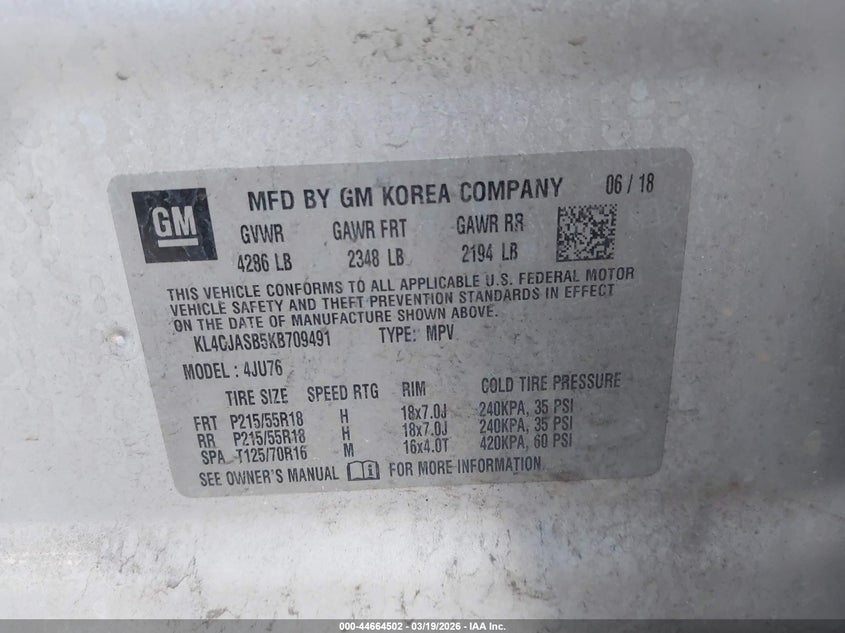 GM
MFD BY GM KOREA COMPANY 06 / 18
GVWR GAWR FRT GAWR RR
4286 LB 2348 LB 2194 LB
THIS VEHICLE CONFORMS TO ALL APPLICABLE U.S. FEDERAL MOTOR
VEHICLE SAFETY AND THEFT PREVENTION STANDARDS IN EFFECT
ON THE DATE OF MANUFACTURE SHOWN ABOVE.
KL4CJASB5KB709491 TYPE: MPV
MODEL : 4JU76
TIRE SIZE SPEED RTG RIM COLD TIRE PRESSURE
FRT P215/55R18 H 18x7.0J 240KPA, 35 PSI
RR P215/55R18 H 18x7.0J 240KPA, 35 PSI
SPA T125/70R16 M 16x4.0T 420KPA, 60 PSI
SEE OWNER'S MANUAL FOR MORE INFORMATION
000-44664502 — 03/19/2026 — IAA Inc.